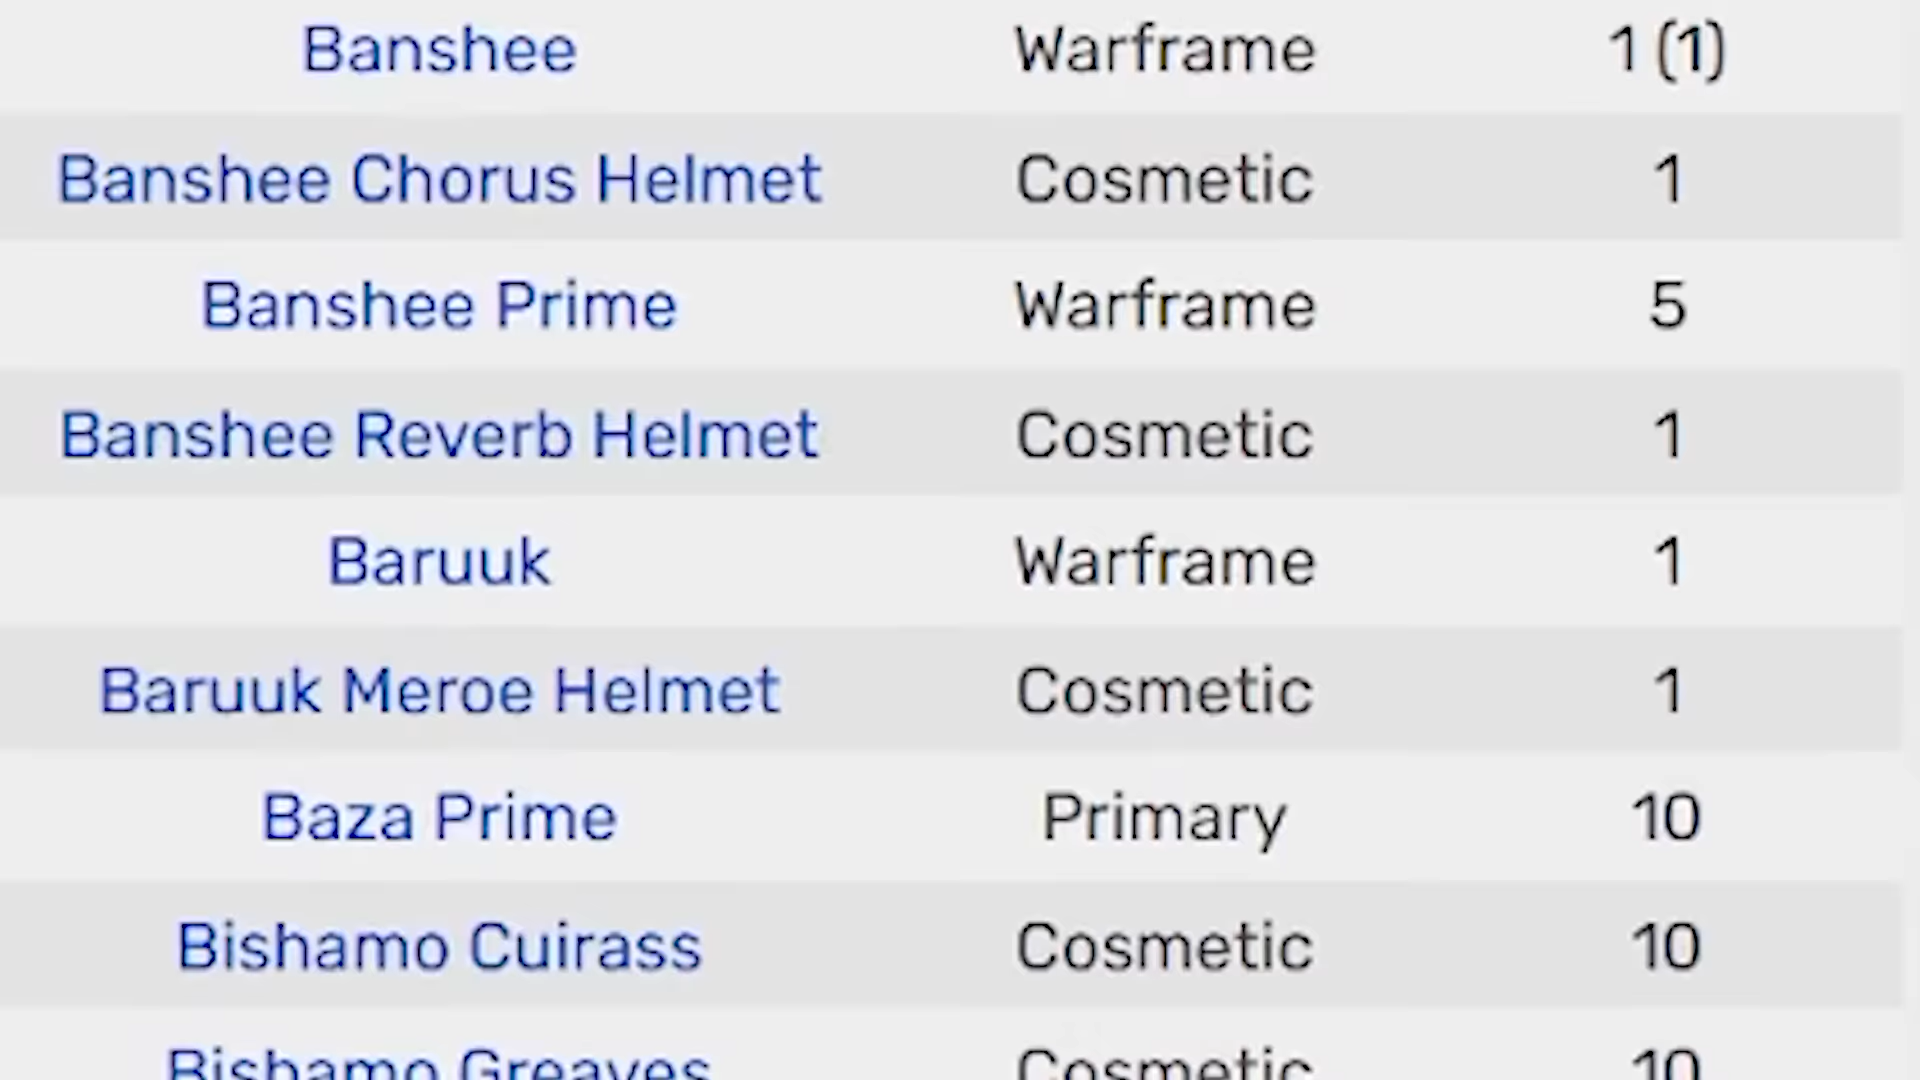 Banshee Warframe 1 (1)
Banshee Chorus Helmet Cosmetic 1
Banshee Prime Warframe 5
Banshee Reverb Helmet Cosmetic 1
Baruuk Warframe 1
Baruuk Meroe Helmet Cosmetic 1
Baza Prime Primary 10
Bishamo Cuirass Cosmetic 10
Bishamo Greaves Cosmetic 10